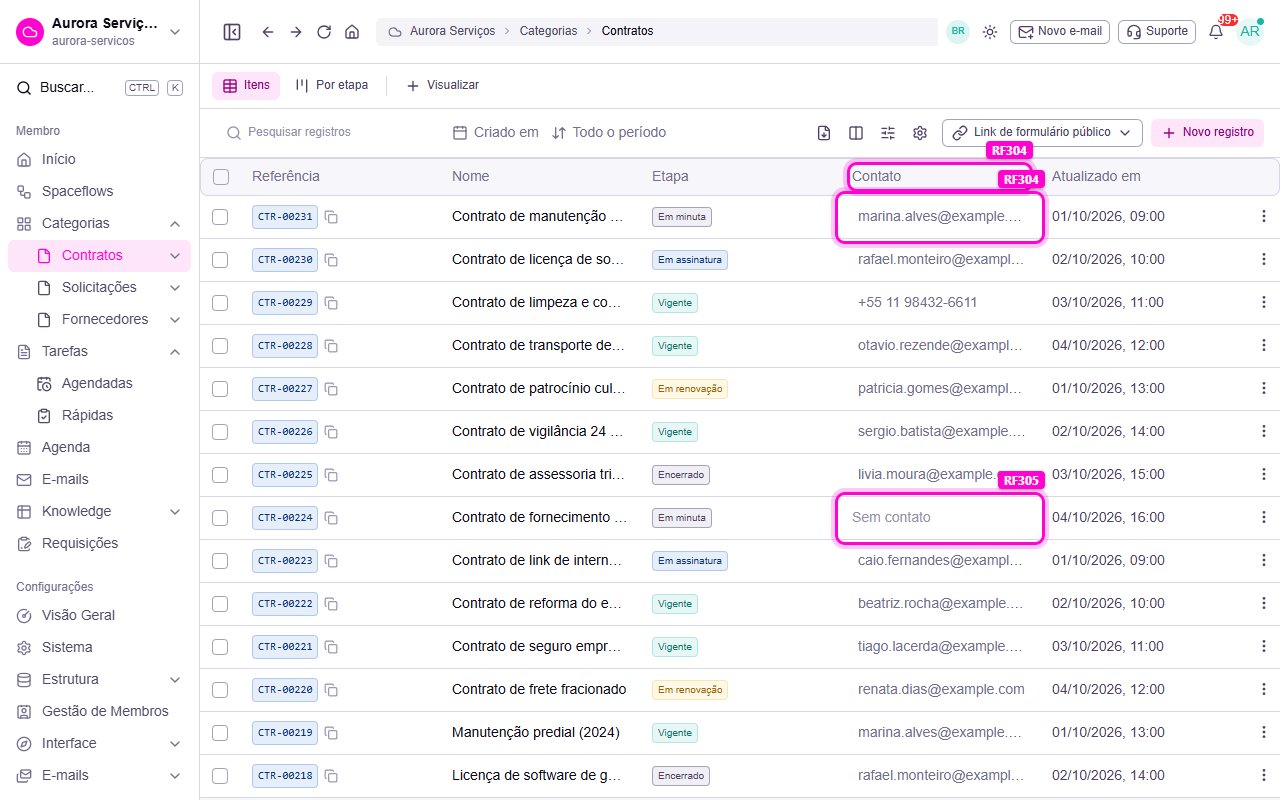 Aurora Serviç...
aurora-servicos
Aurora Serviços
Categorias
Contratos
BR
Novo e-mail
Suporte
99+
AR
Buscar...
CTRL
K
Itens
Por etapa
Visualizar
Pesquisar registros
Criado em
Todo o período
Link de formulário público
Novo registro
Membro
Início
Spaceflows
Categorias
Contratos
Solicitações
Fornecedores
Tarefas
Agendadas
Rápidas
Agenda
E-mails
Knowledge
Requisições
Configurações
Visão Geral
Sistema
Estrutura
Gestão de Membros
Interface
E-mails
RF304
Referência Nome Etapa Contato RF304 Atualizado em
CTR-00231 Contrato de manutenção ... Em minuta marina.alves@example.... 01/10/2026, 09:00
CTR-00230 Contrato de licença de so... Em assinatura rafael.monteiro@exampl... 02/10/2026, 10:00
CTR-00229 Contrato de limpeza e co... Vigente +55 11 98432-6611 03/10/2026, 11:00
CTR-00228 Contrato de transporte de... Vigente otavio.rezende@exampl... 04/10/2026, 12:00
CTR-00227 Contrato de patrocínio cul... Em renovação patricia.gomes@exampl... 01/10/2026, 13:00
CTR-00226 Contrato de vigilância 24 ... Vigente sergio.batista@example.... 02/10/2026, 14:00
CTR-00225 Contrato de assessoria tri... Encerrado livia.moura@example. 03/10/2026, 15:00
RF305
CTR-00224 Contrato de fornecimento ... Em minuta Sem contato 04/10/2026, 16:00
CTR-00223 Contrato de link de intern... Em assinatura caio.fernandes@exampl... 01/10/2026, 09:00
CTR-00222 Contrato de reforma do e... Vigente beatriz.rocha@example.... 02/10/2026, 10:00
CTR-00221 Contrato de seguro empr... Vigente tiago.lacerda@example.... 03/10/2026, 11:00
CTR-00220 Contrato de frete fracionado Em renovação renata.dias@example.com 04/10/2026, 12:00
CTR-00219 Manutenção predial (2024) Vigente marina.alves@example.... 01/10/2026, 13:00
CTR-00218 Licença de software de g... Encerrado rafael.monteiro@exampl... 02/10/2026, 14:00